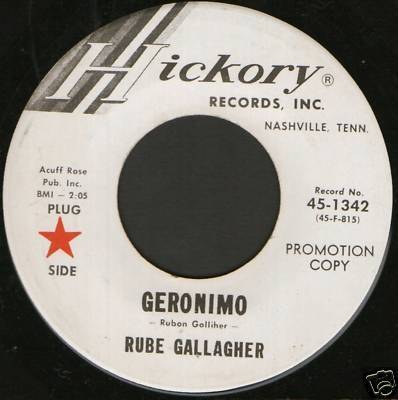 Hickory®
RECORDS, INC.
NASHVILLE, TENN.
Acuff Rose
Pub. Inc.
BMI – 2:05
PLUG
SIDE
Record No.
45-1342
(45-F-815)
PROMOTION
COPY
GERONIMO
– Rubon Golliher –
RUBE GALLAGHER